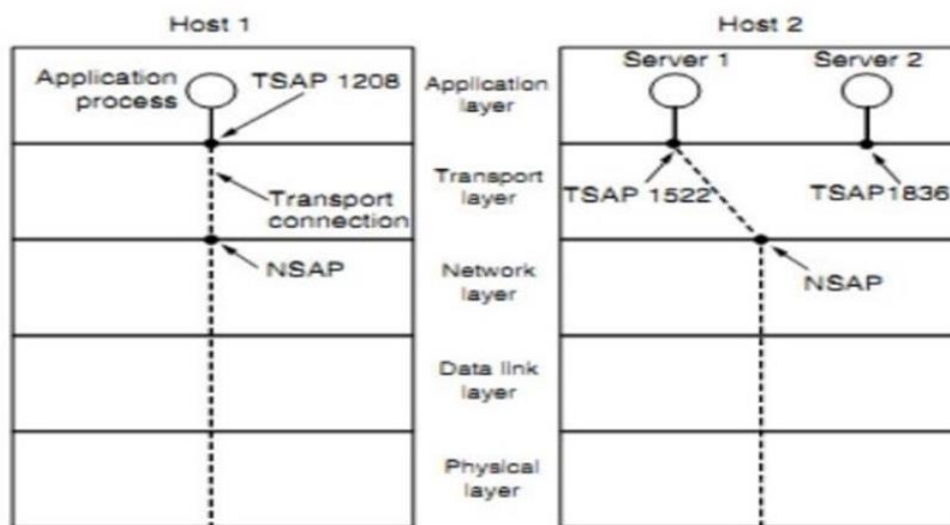 Host 1
Host 2
Application
process
TSAP 1208
Application
layer
Server 1
Server 2
Transport
connection
Transport
layer
TSAP 1522
TSAP1836
NSAP
Network
layer
NSAP
Data link
layer
Physical
layer